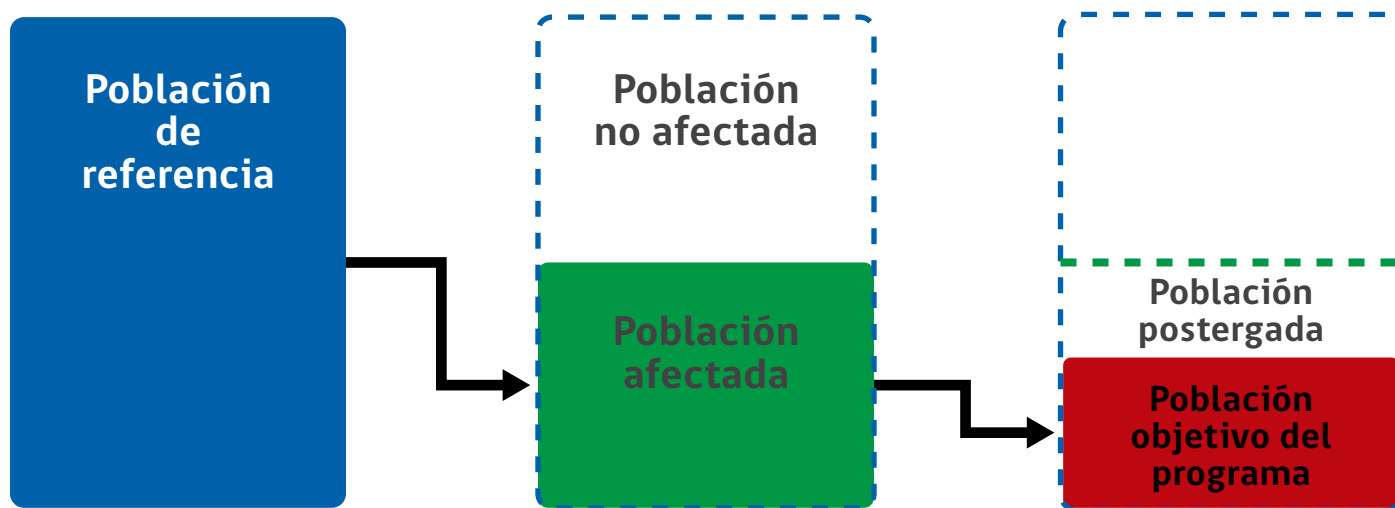 Población
de
referencia
Población
no afectada
Población
afectada
Población
postergada
Población
objetivo del
programa